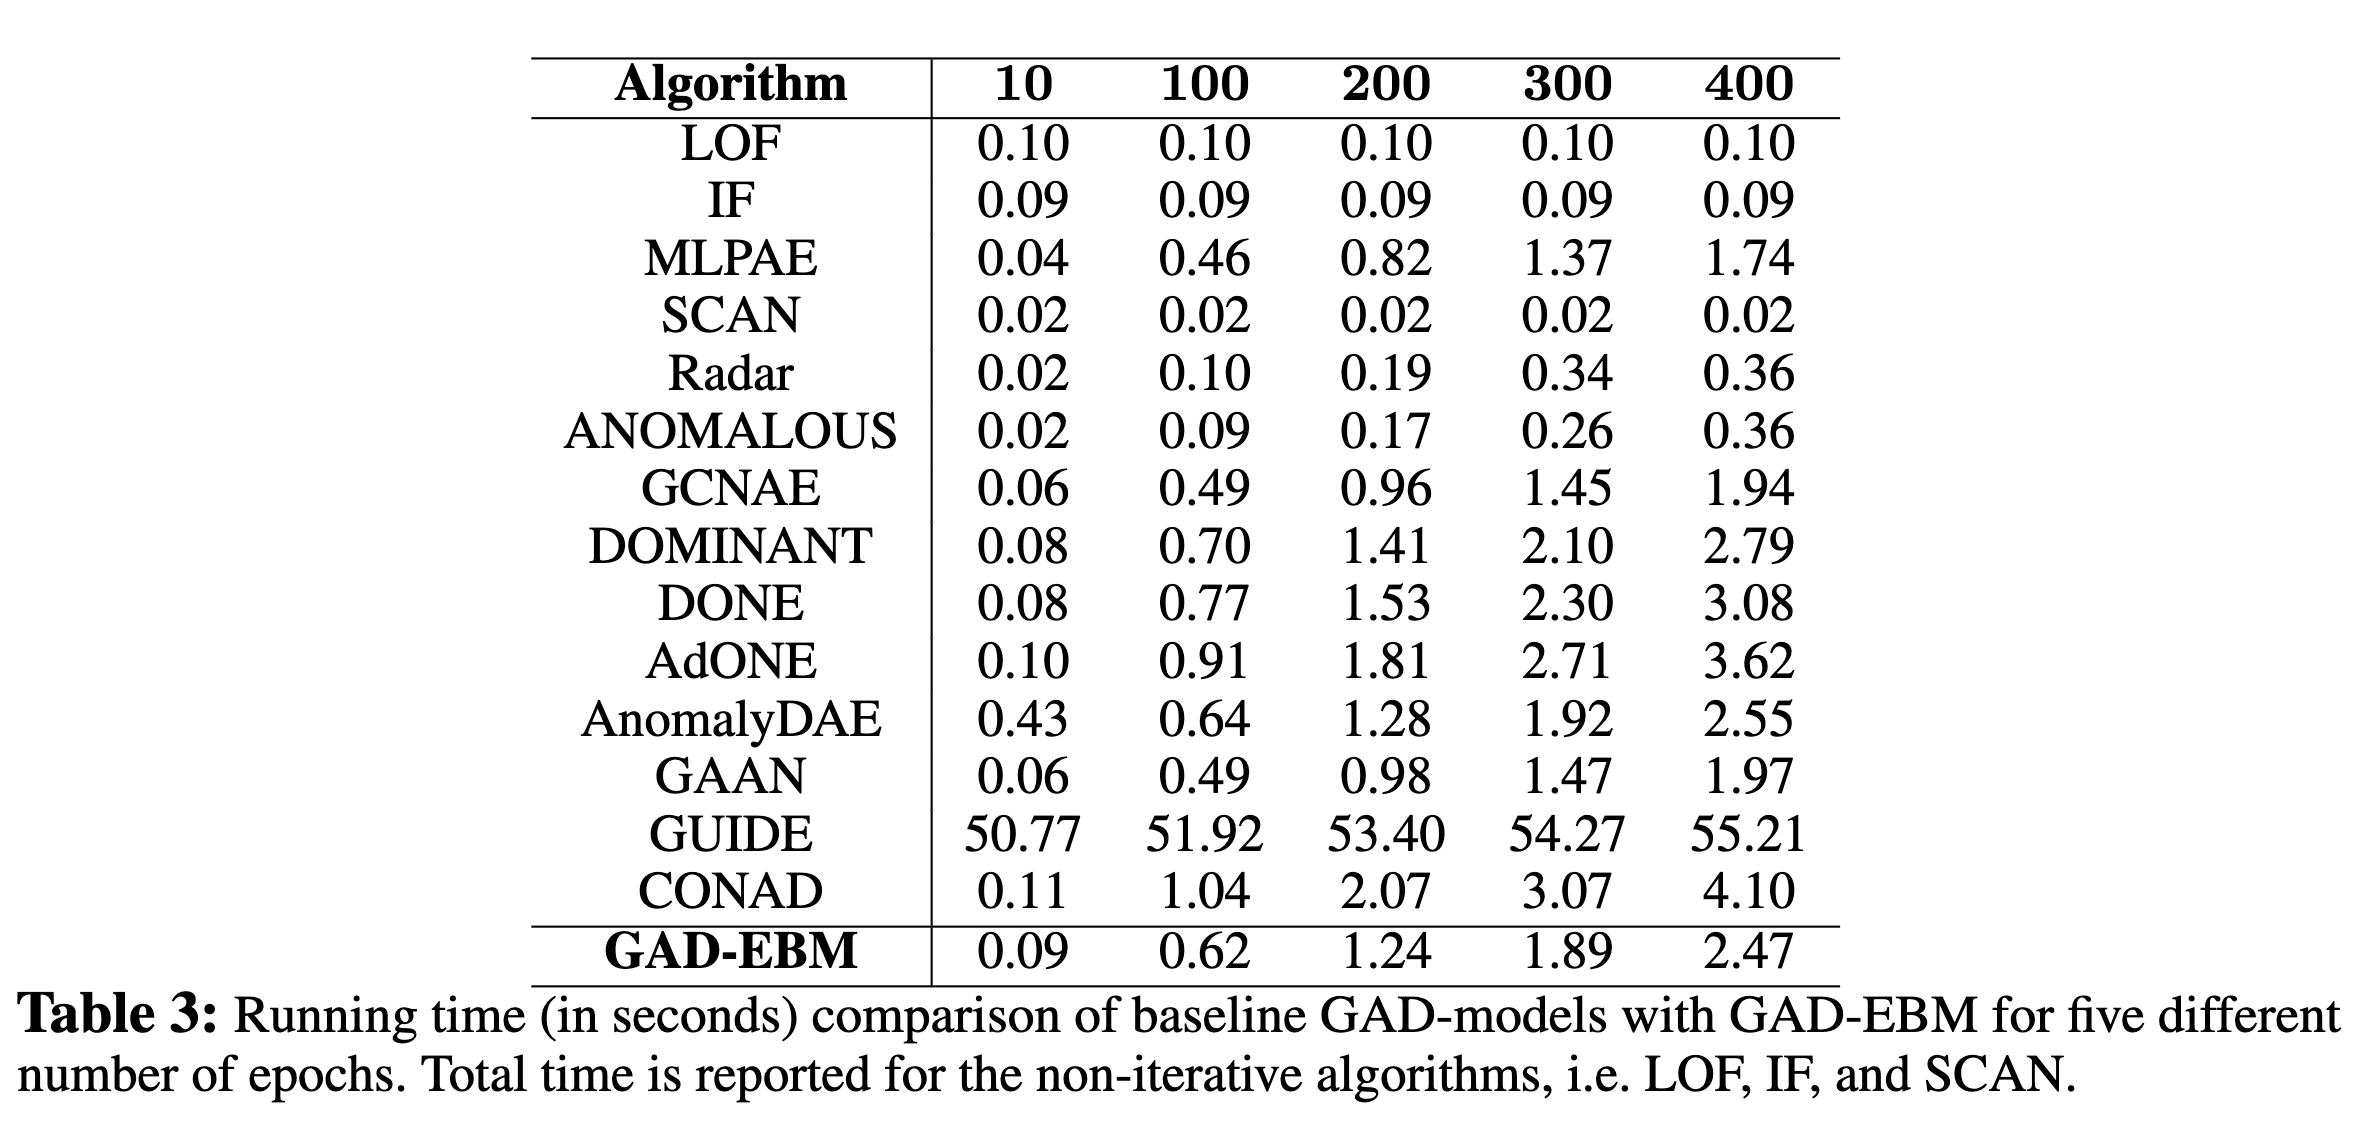 Algorithm 10 100 200 300 400
LOF 0.10 0.10 0.10 0.10 0.10
IF 0.09 0.09 0.09 0.09 0.09
MLPAE 0.04 0.46 0.82 1.37 1.74
SCAN 0.02 0.02 0.02 0.02 0.02
Radar 0.02 0.10 0.19 0.34 0.36
ANOMALOUS 0.02 0.09 0.17 0.26 0.36
GCNAE 0.06 0.49 0.96 1.45 1.94
DOMINANT 0.08 0.70 1.41 2.10 2.79
DONE 0.08 0.77 1.53 2.30 3.08
AdONE 0.10 0.91 1.81 2.71 3.62
AnomalyDAE 0.43 0.64 1.28 1.92 2.55
GAAN 0.06 0.49 0.98 1.47 1.97
GUIDE 50.77 51.92 53.40 54.27 55.21
CONAD 0.11 1.04 2.07 3.07 4.10
GAD-EBM 0.09 0.62 1.24 1.89 2.47
Table 3: Running time (in seconds) comparison of baseline GAD-models with GAD-EBM for five different
number of epochs. Total time is reported for the non-iterative algorithms, i.e. LOF, IF, and SCAN.